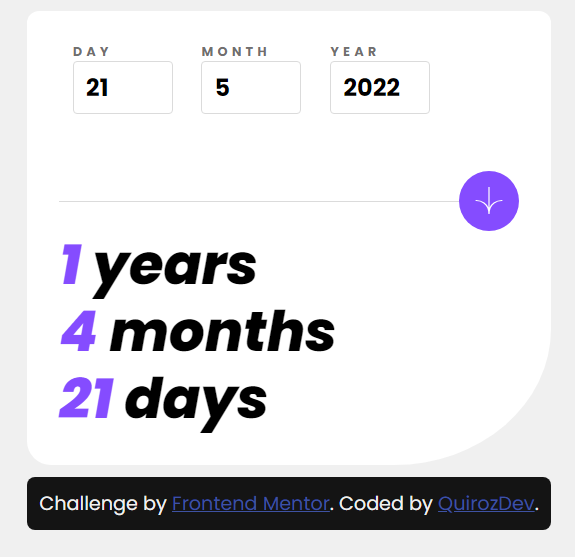 DAY MONTH YEAR
21 5 2022
1 years
4 months
21 days
Challenge by Frontend Mentor. Coded by QuirozDev.